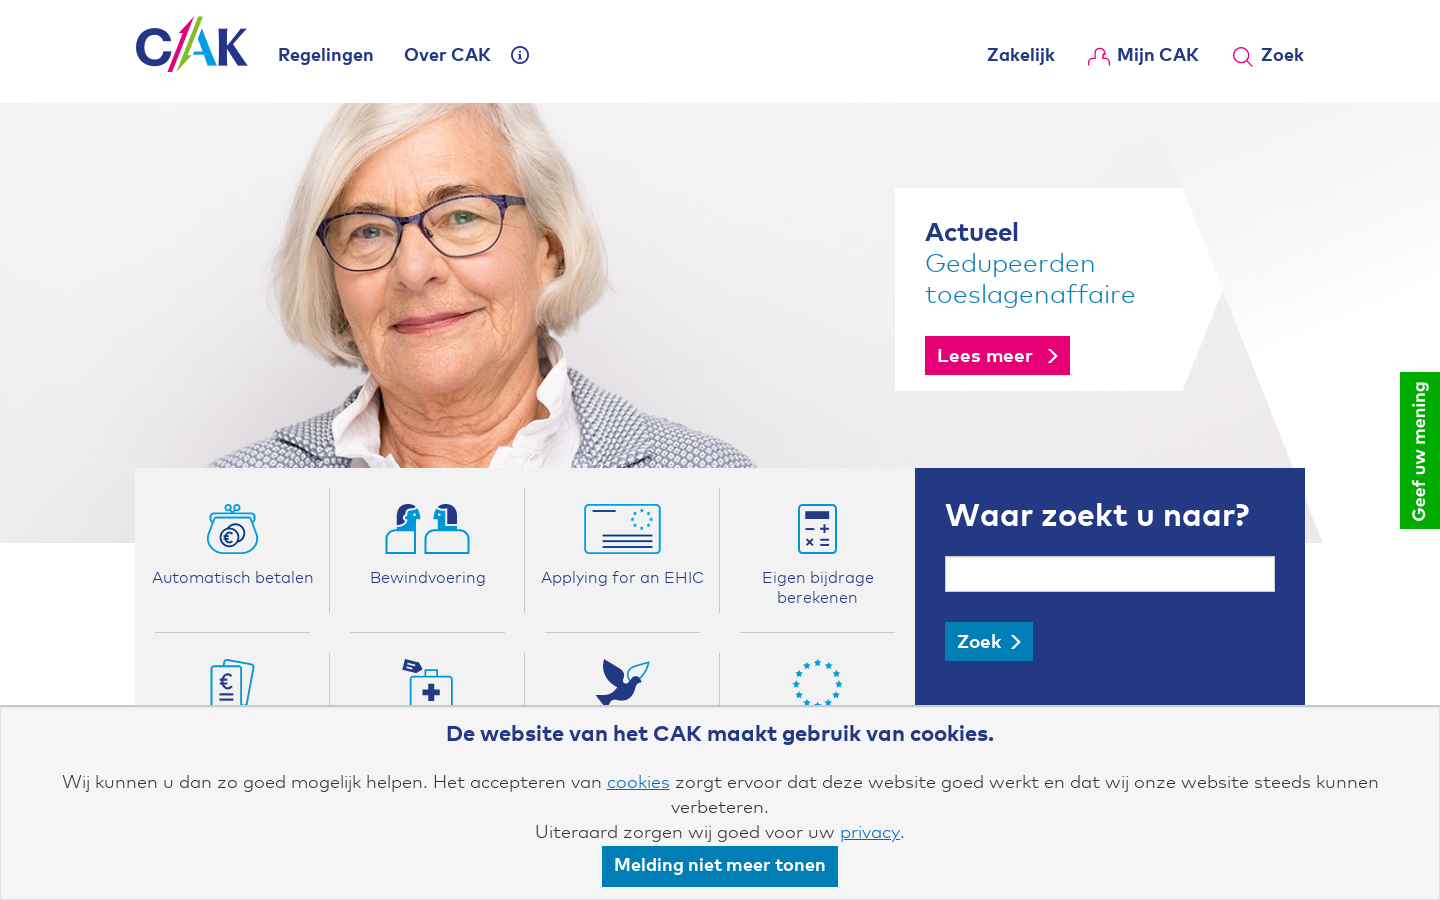 CAK
Regelingen
Over CAK
Zakelijk
Mijn CAK
Zoek
Actueel
Gedupeerden
toeslagenaffaire
Lees meer
Geef uw mening
Automatisch betalen
Bewindvoering
Applying for an EHIC
Eigen bijdrage
berekenen
Waar zoekt u naar?
Zoek
De website van het CAK maakt gebruik van cookies.
Wij kunnen u dan zo goed mogelijk helpen. Het accepteren van cookies zorgt ervoor dat deze website goed werkt en dat wij onze website steeds kunnen
verbeteren.
Uiteraard zorgen wij goed voor uw privacy.
Melding niet meer tonen